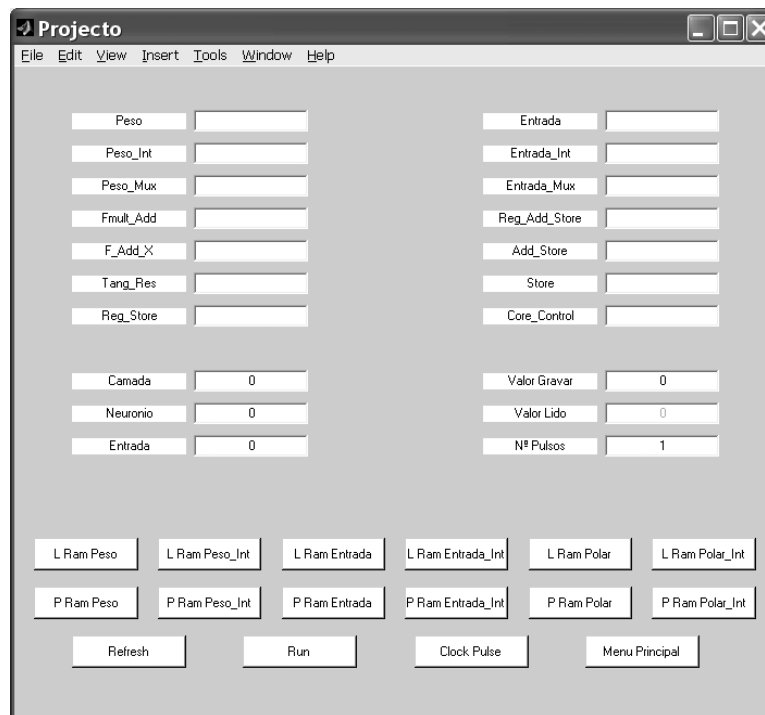 Projecto
File Edit View Insert Tools Window Help
Peso Entrada
Peso_Int Entrada_Int
Peso_Mux Entrada_Mux
Fmult_Add Reg_Add_Store
F_Add_X Add_Store
Tang_Res Store
Reg_Store Core_Control
Camada 0 Valor Gravar 0
Neuronio 0 Valor Lido 0
Entrada 0 Nº Pulsos 1
L Ram Peso L Ram Peso_Int L Ram Entrada L Ram Entrada_Int L Ram Polar L Ram Polar_Int
P Ram Peso P Ram Peso_Int P Ram Entrada P Ram Entrada_Int P Ram Polar P Ram Polar_Int
Refresh Run Clock Pulse Menu Principal